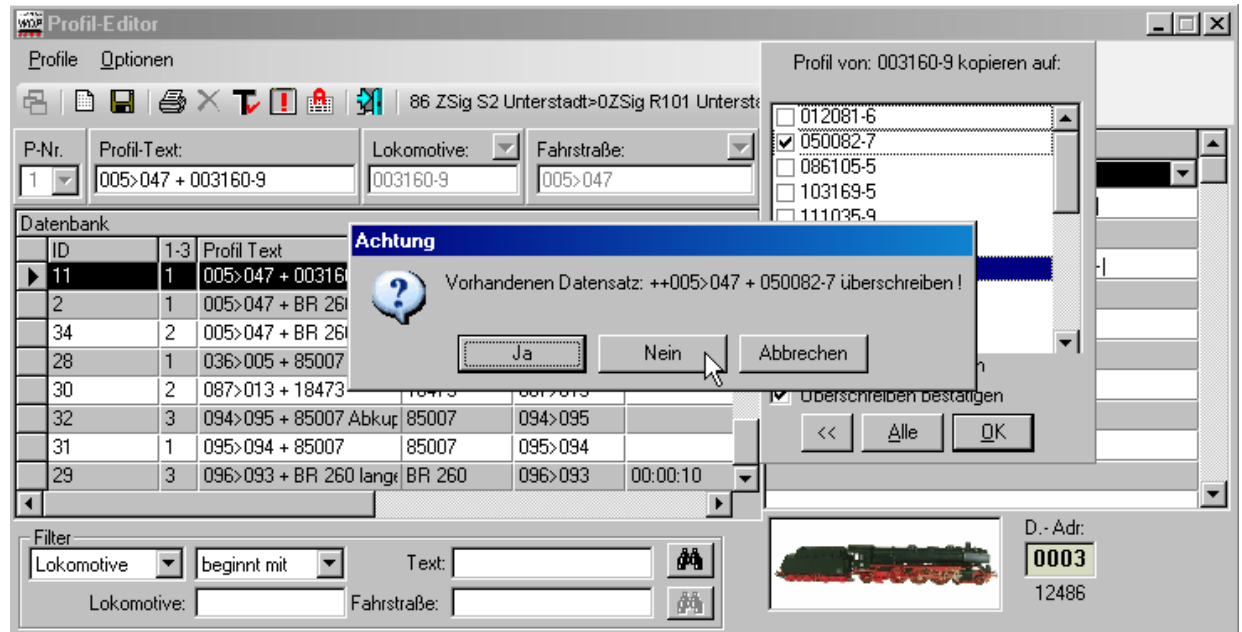 WDP Profil-Editor
Profile Optionen
86 ZSig S2 Unterstadt>0ZSig R101 Unterst
P-Nr. Profil-Text: Lokomotive: Fahrstraße:
1 005>047 + 003160-9 003160-9 005>047
Datenbank
ID 1-3 Profil Text
11 1 005>047 + 00316
2 1 005>047 + BR 26
34 2 005>047 + BR 26
28 1 036>005 + 85007
30 2 087>013 + 18473 18473 087>013
32 3 094>095 + 85007 Abkup 85007 094>095
31 1 095>094 + 85007 85007 095>094
29 3 096>093 + BR 260 lange BR 260 096>093 00:00:10
Profil von: 003160-9 kopieren auf:
012081-6
050082-7
086105-5
103169-5
111035-9
Überschreiben bestätigen
<< Alle OK
Achtung
Vorhandenen Datensatz: ++005>047 + 050082-7 überschreiben !
Ja Nein Abbrechen
Filter
Lokomotive beginnt mit Text:
Lokomotive: Fahrstraße:
D.- Adr:
0003
12486